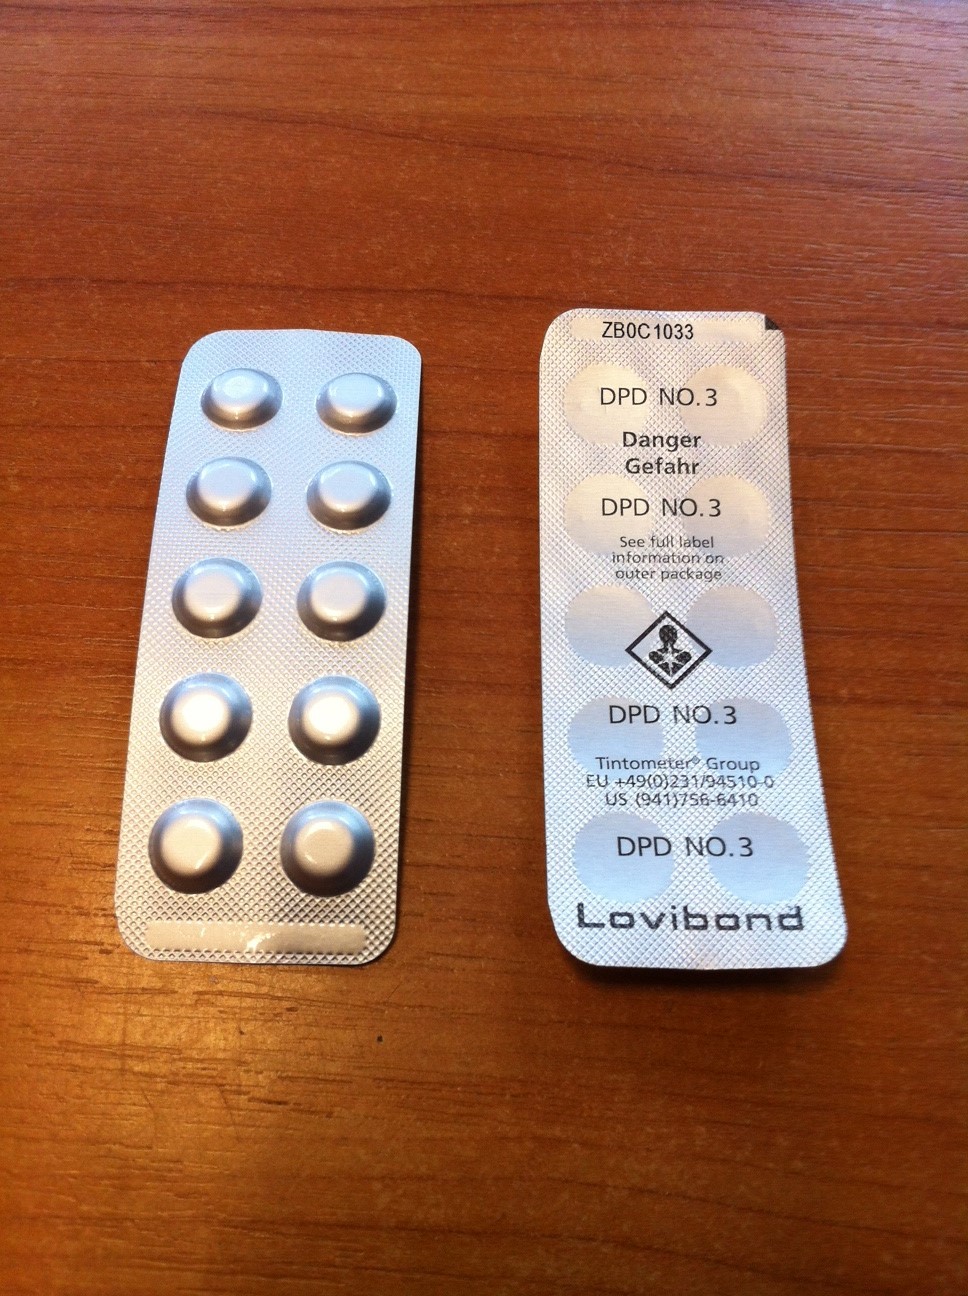 ZB0C1033
DPD NO.3
Danger
Gefahr
DPD NO.3
See full label
information on
outer package
DPD NO.3
Tintometer® Group
EU +49(0)231/94510-0
US (941)756-6410
DPD NO.3
Lovibond